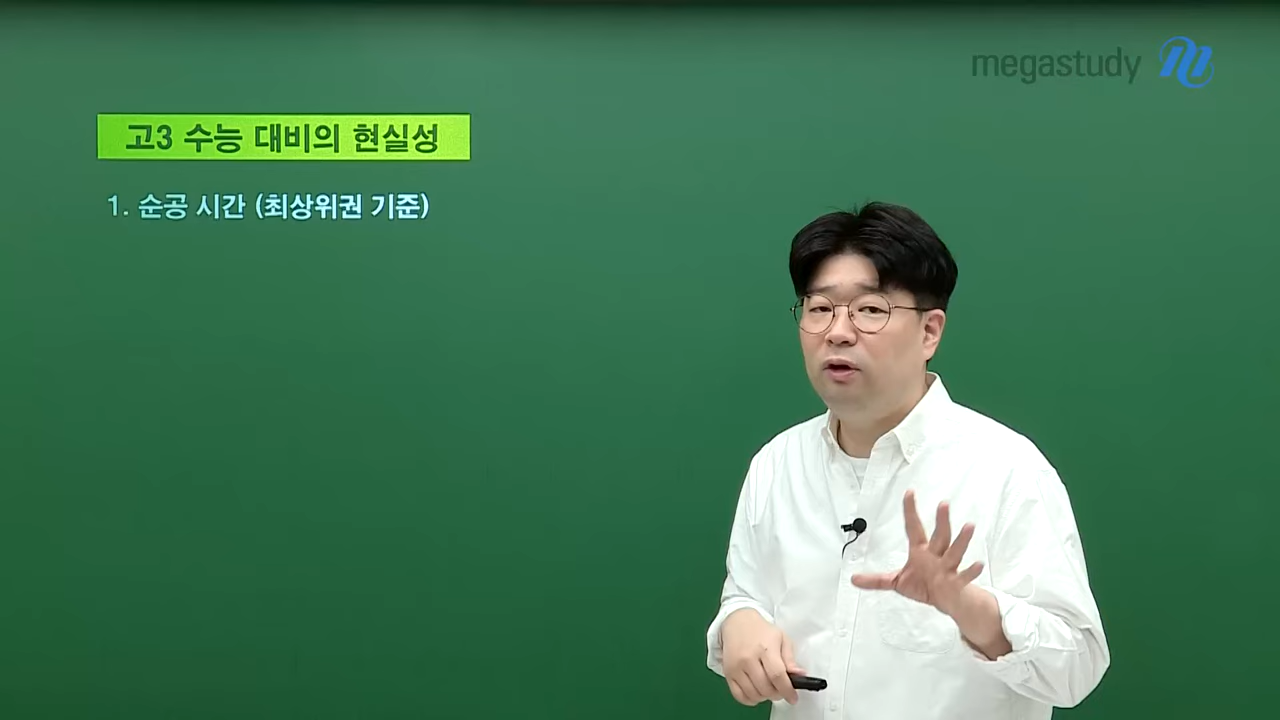 megastudy
고3 수능 대비의 현실성
1. 순공 시간 (최상위권 기준)